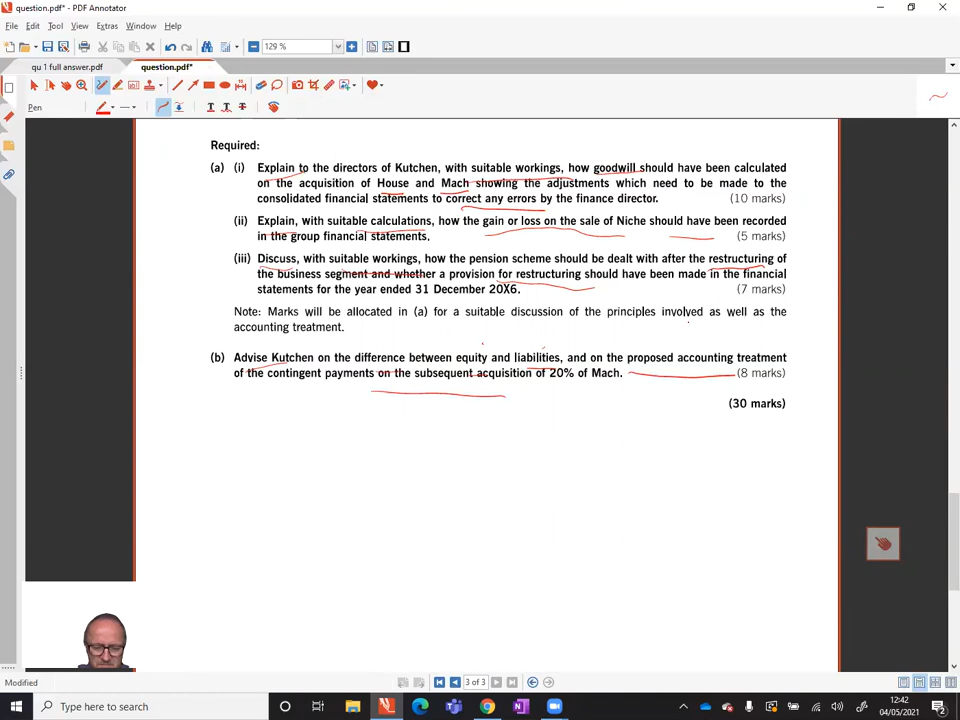 question.pdf* - PDF Annotator
File Edit Tool View Extras Window Help
129 %
qu 1 full answer.pdf question.pdf*
Pen
Required:
(a) (i) Explain to the directors of Kutchen, with suitable workings, how goodwill should have been calculated
on the acquisition of House and Mach showing the adjustments which need to be made to the
consolidated financial statements to correct any errors by the finance director. (10 marks)
(ii) Explain, with suitable calculations, how the gain or loss on the sale of Niche should have been recorded
in the group financial statements. (5 marks)
(iii) Discuss, with suitable workings, how the pension scheme should be dealt with after the restructuring of
the business segment and whether a provision for restructuring should have been made in the financial
statements for the year ended 31 December 20X6. (7 marks)
Note: Marks will be allocated in (a) for a suitable discussion of the principles involved as well as the
accounting treatment.
(b) Advise Kutchen on the difference between equity and liabilities, and on the proposed accounting treatment
of the contingent payments on the subsequent acquisition of 20% of Mach. (8 marks)
(30 marks)
Modified
3 of 3
Type here to search
12:42
04/05/2021
2